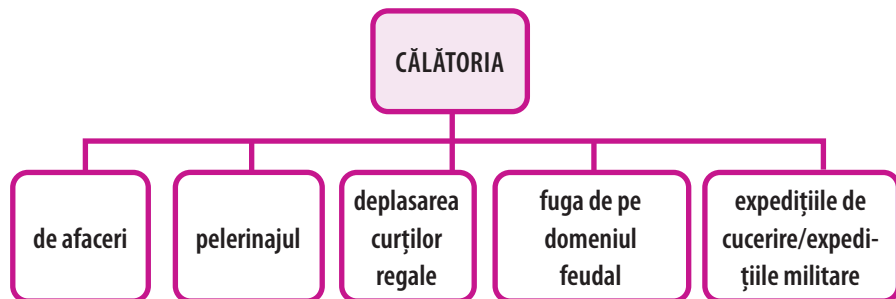 CĂLĂTORIA
de afaceri
pelerinajul
deplasarea
curților
regale
fuga de pe
domeniul
feudal
expedițiile de
cucerire/expedi-
țiile militare